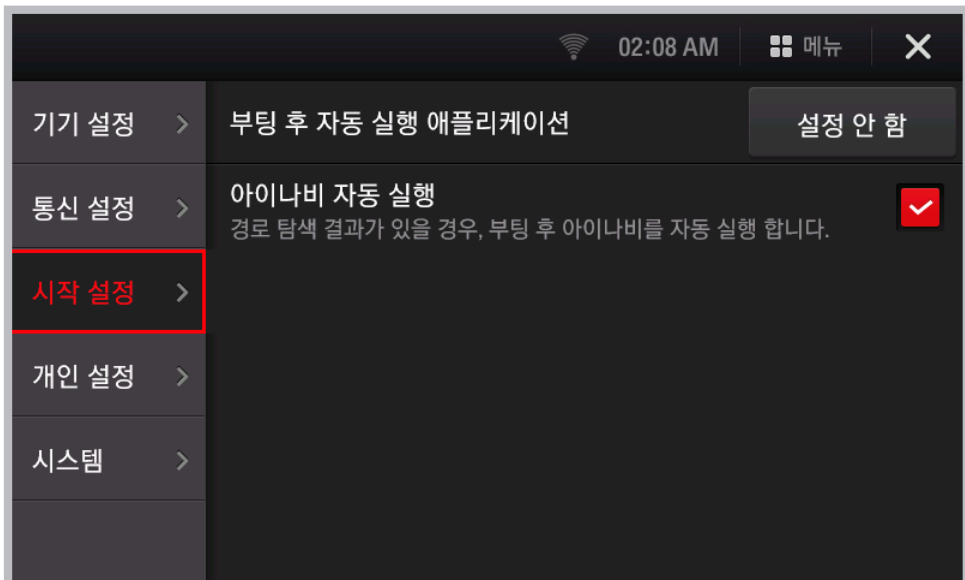 02:08 AM 메뉴
기기 설정
부팅 후 자동 실행 애플리케이션
설정 안 함
통신 설정
아이나비 자동 실행
경로 탐색 결과가 있을 경우, 부팅 후 아이나비를 자동 실행 합니다.
시작 설정
개인 설정
시스템